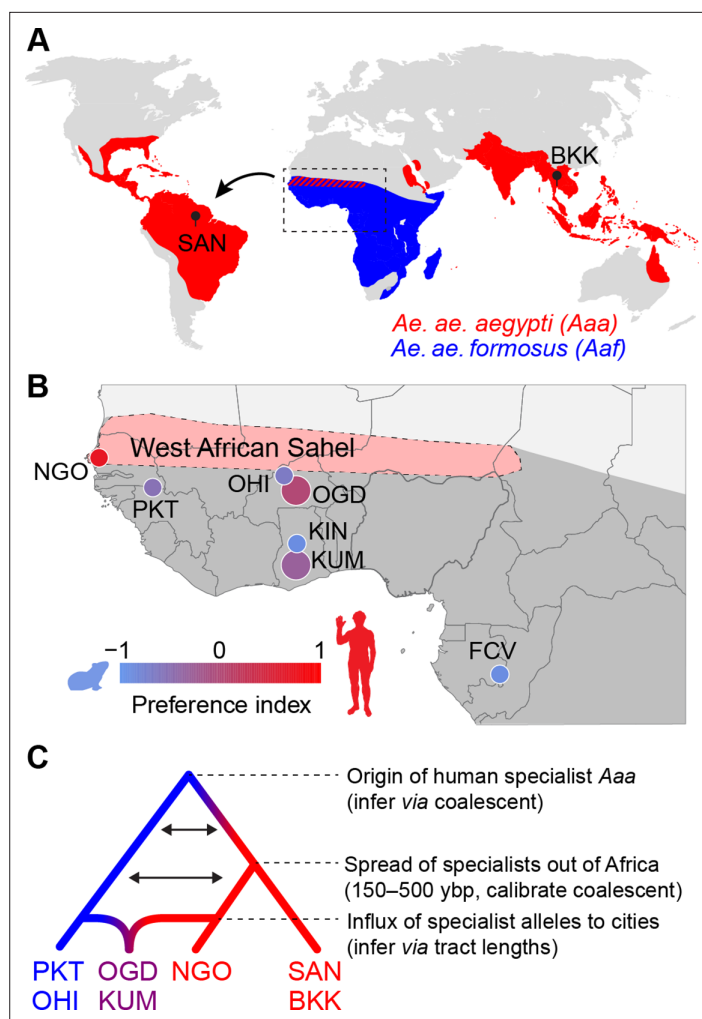 A
BKK
SAN
Ae. ae. aegypti (Aaa)
Ae. ae. formosus (Aaf)
B
West African Sahel
NGO
OHI
OGD
PKT
KIN
KUM
FCV
−1 0 1
Preference index
C
Origin of human specialist Aaa
(infer via coalescent)
Spread of specialists out of Africa
(150–500 ybp, calibrate coalescent)
Influx of specialist alleles to cities
(infer via tract lengths)
PKT OGD NGO SAN
OHI KUM BKK